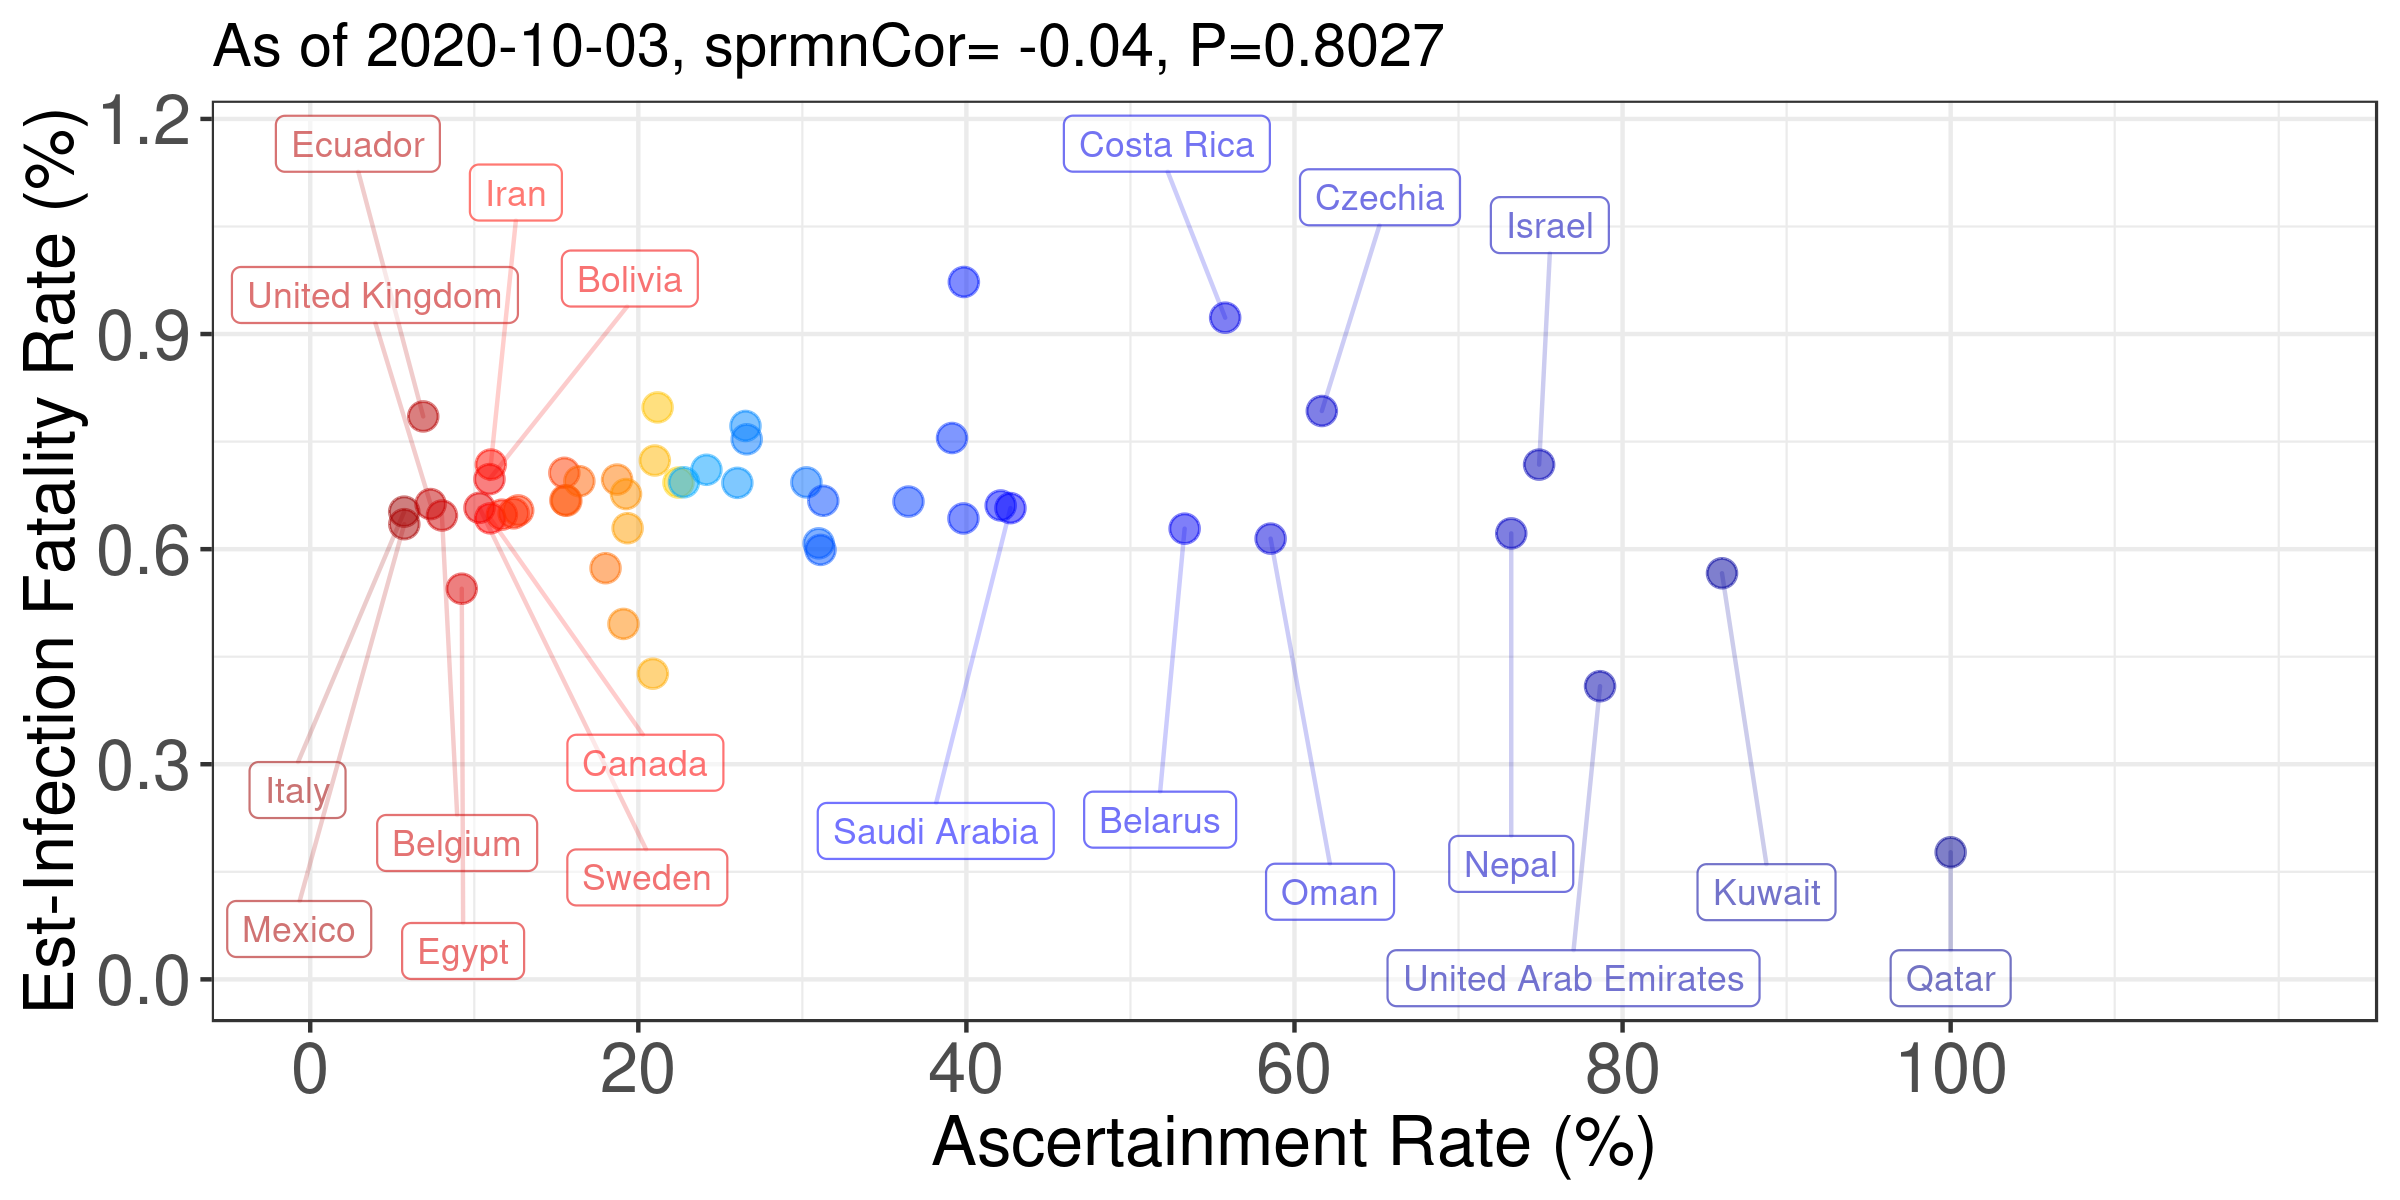 As of 2020-10-03, sprmnCor= -0.04, P=0.8027
Est-Infection Fatality Rate (%)
1.2
0.9
0.6
0.3
0.0
Ecuador
Costa Rica
Iran
Czechia
Israel
United Kingdom
Bolivia
Italy
Canada
Saudi Arabia
Belarus
Belgium
Sweden
Nepal
Oman
Kuwait
Mexico
Egypt
United Arab Emirates
Qatar
0
20
40
60
80
100
Ascertainment Rate (%)